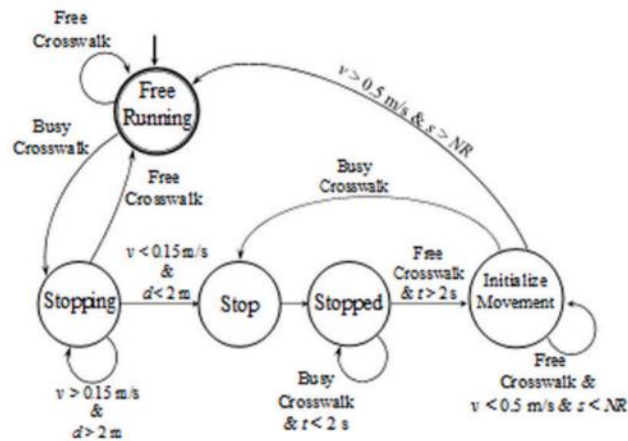 Free
Crosswalk
Free
Running
Busy
Crosswalk
Free
Crosswalk
v > 0.5 m/s & s > NR
Busy
Crosswalk
v < 0.15 m/s
&
d < 2 m
Free
Crosswalk
& t > 2 s
Stopping
Stop
Stopped
Initialize
Movement
v > 0.15 m/s
&
d > 2 m
Busy
Crosswalk
& t < 2 s
Free
Crosswalk &
v < 0.5 m/s & s < NR